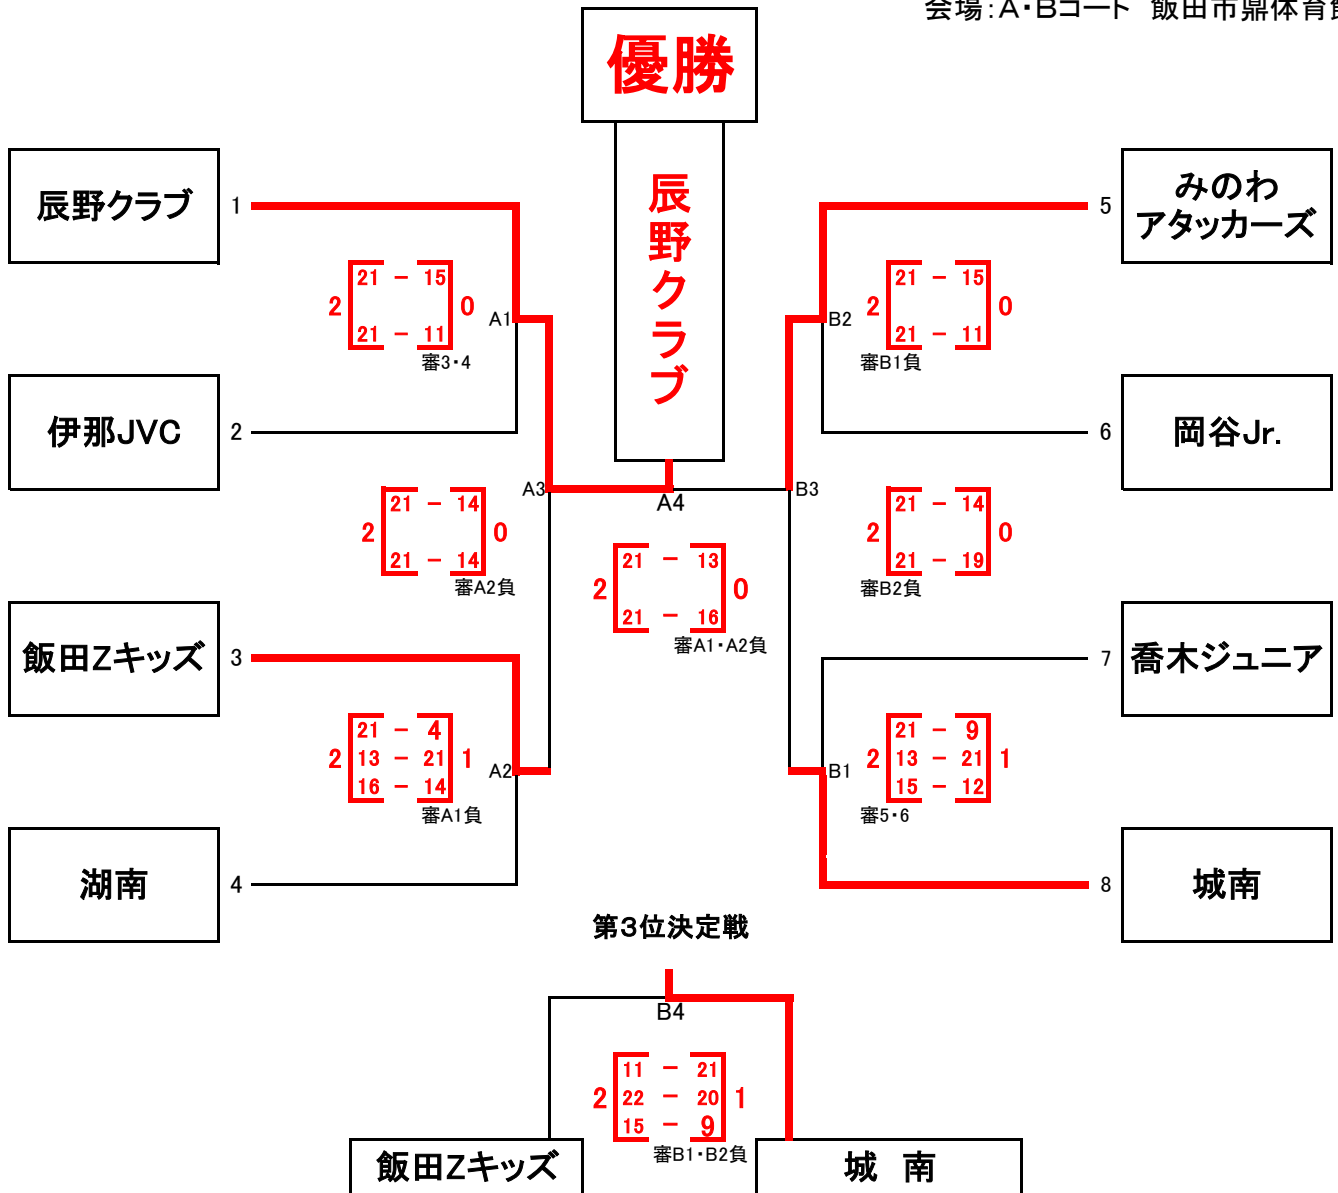 会場：A・Bコート　飯田市鼎体育館
優勝
辰野クラブ
辰野クラブ
1
みのわ
アタッカーズ
5
2
21 － 15
21 － 11
0
A1
審3・4
B2
2
21 － 15
21 － 11
0
審B1負
伊那JVC
2
岡谷Jr.
6
A3
A4
B3
2
21 － 14
21 － 14
0
審A2負
2
21 － 13
21 － 16
0
審A1・A2負
2
21 － 14
21 － 19
0
審B2負
飯田Zキッズ
3
喬木ジュニア
7
2
21 － 4
13 － 21
16 － 14
1
A2
審A1負
B1
2
21 － 9
13 － 21
15 － 12
1
審5・6
湖南
4
城南
8
第3位決定戦
B4
2
11 － 21
22 － 20
15 － 9
1
審B1・B2負
飯田Zキッズ
城　南